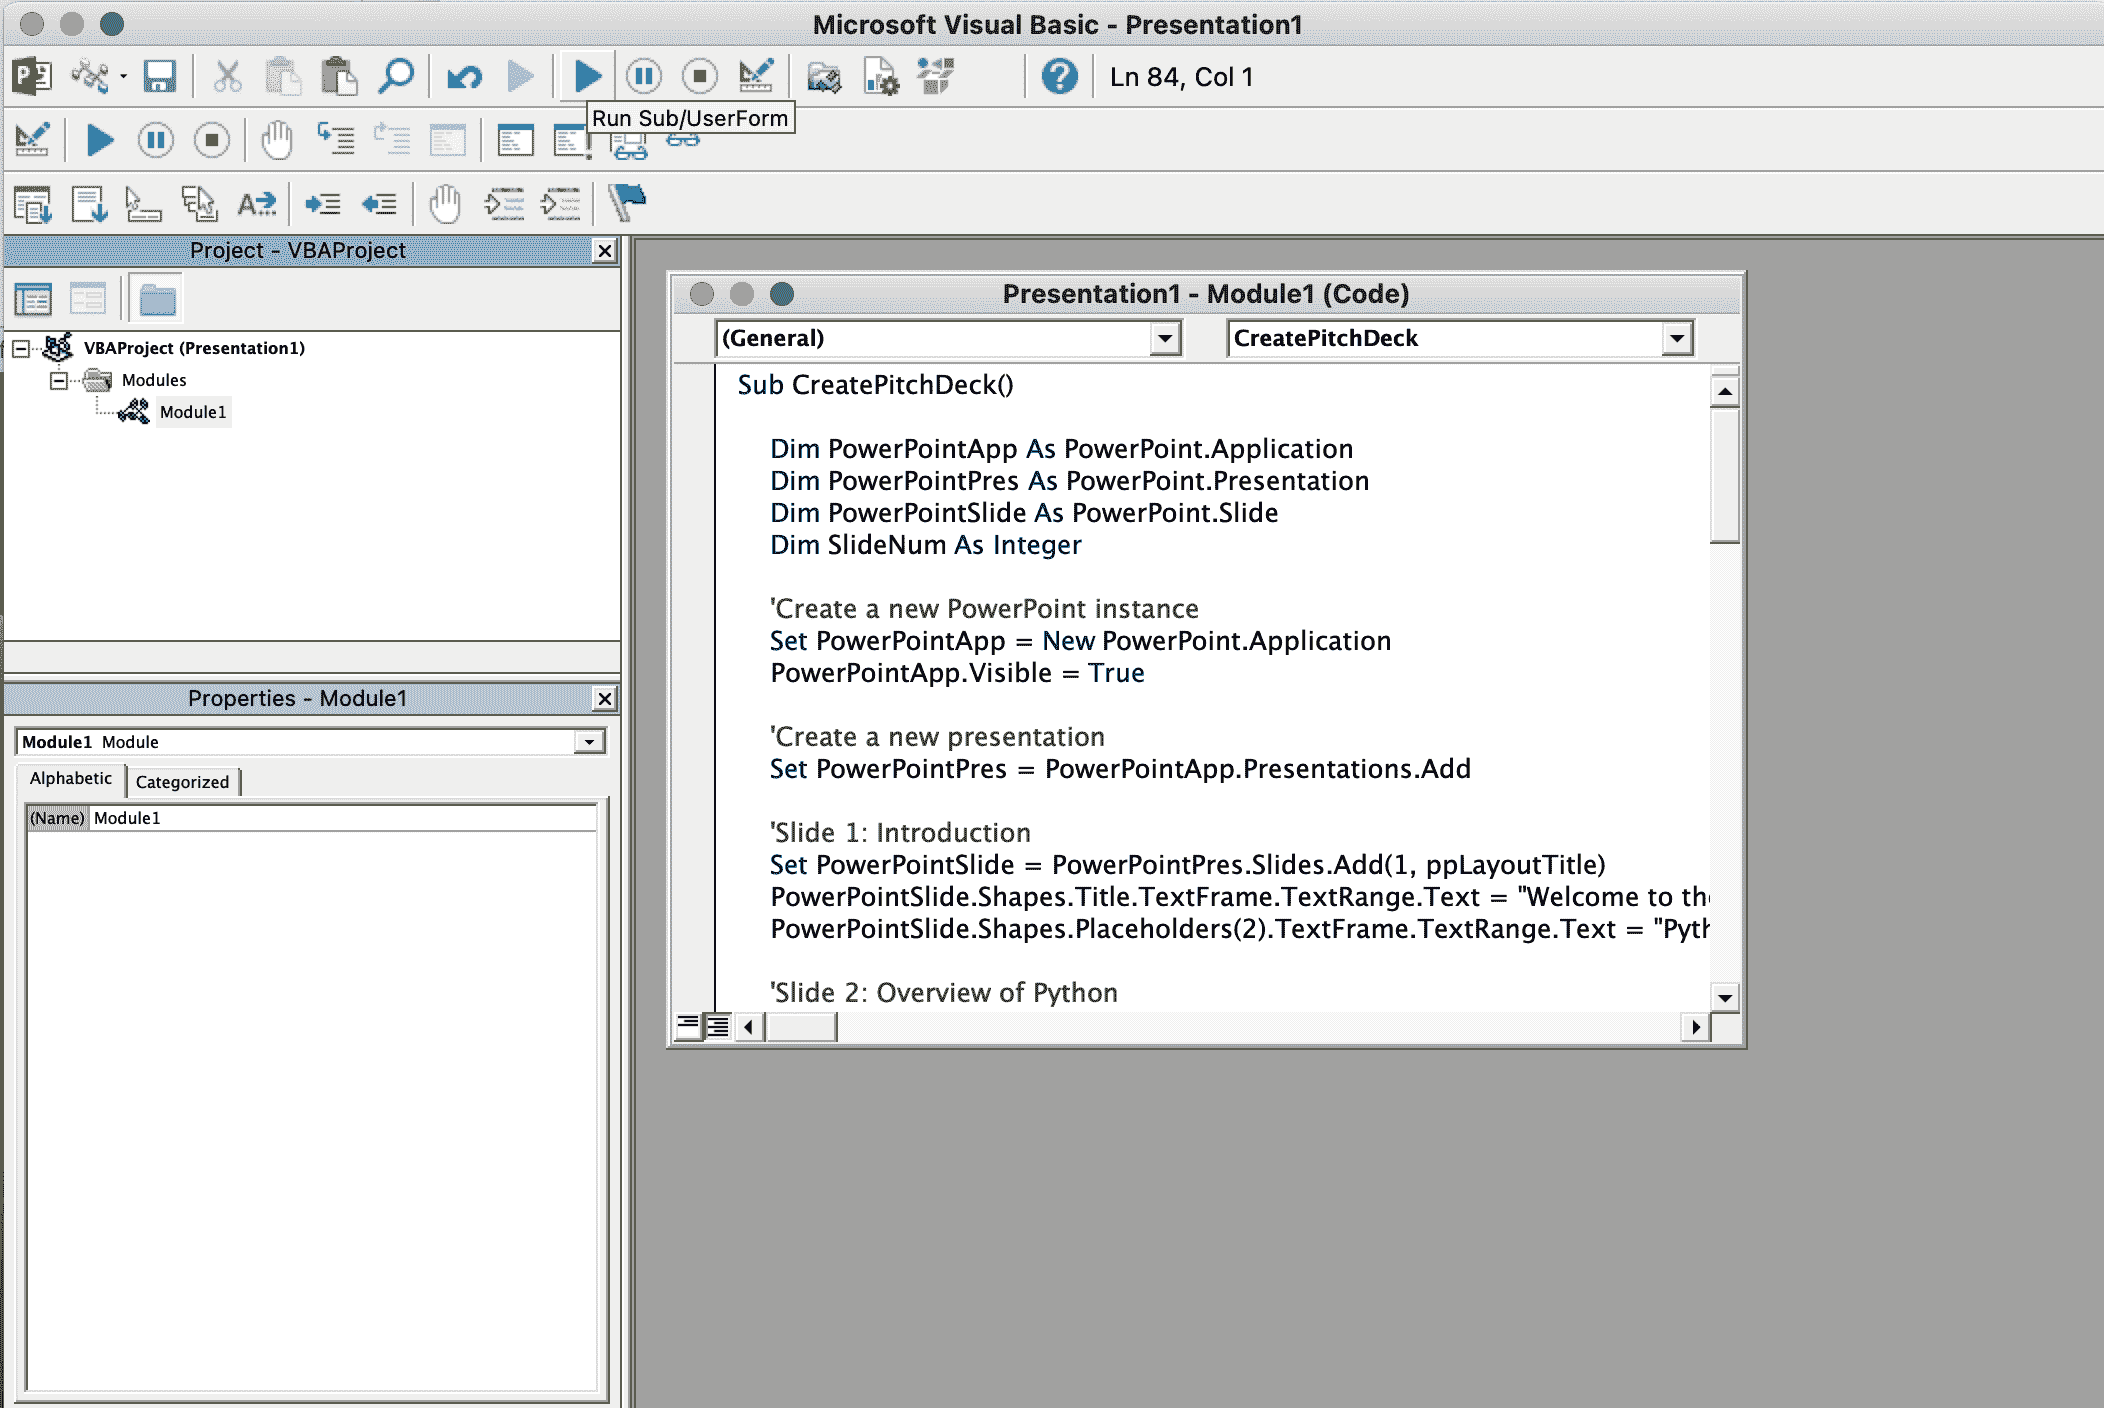 Microsoft Visual Basic - Presentation1
Ln 84, Col 1
Run Sub/UserForm
Project - VBAProject
VBAProject (Presentation1)
Modules
Module1
Properties - Module1
Module1 Module
Alphabetic Categorized
(Name) Module1
Presentation1 - Module1 (Code)
(General) CreatePitchDeck
Sub CreatePitchDeck()
Dim PowerPointApp As PowerPoint.Application
Dim PowerPointPres As PowerPoint.Presentation
Dim PowerPointSlide As PowerPoint.Slide
Dim SlideNum As Integer
'Create a new PowerPoint instance
Set PowerPointApp = New PowerPoint.Application
PowerPointApp.Visible = True
'Create a new presentation
Set PowerPointPres = PowerPointApp.Presentations.Add
'Slide 1: Introduction
Set PowerPointSlide = PowerPointPres.Slides.Add(1, ppLayoutTitle)
PowerPointSlide.Shapes.Title.TextFrame.TextRange.Text = "Welcome to
PowerPointSlide.Shapes.Placeholders(2).TextFrame.TextRange.Text =
'Slide 2: Overview of Python